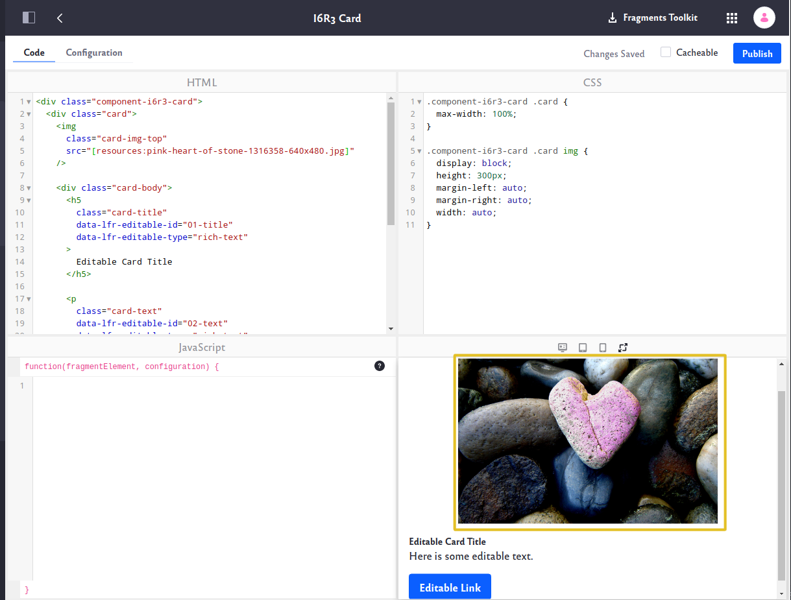 I6R3 Card
Fragments Toolkit
Code
Configuration
Changes Saved
Cacheable
Publish
HTML
1 <div class="component-i6r3-card">
2 <div class="card">
3 <img
4 class="card-img-top"
5 src="[resources:pink-heart-of-stone-1316358-640x480.jpg]"
6 />
7
8 <div class="card-body">
9 <h5
10 class="card-title"
11 data-lfr-editable-id="01-title"
12 data-lfr-editable-type="rich-text"
13 >
14 Editable Card Title
15 </h5>
16
17 <p
18 class="card-text"
19 data-lfr-editable-id="02-text"
CSS
1 .component-i6r3-card .card {
2 max-width: 100%;
3 }
4
5 .component-i6r3-card .card img {
6 display: block;
7 height: 300px;
8 margin-left: auto;
9 margin-right: auto;
10 width: auto;
11 }
JavaScript
function(fragmentElement, configuration) {
?
1
}
Editable Card Title
Here is some editable text.
Editable Link